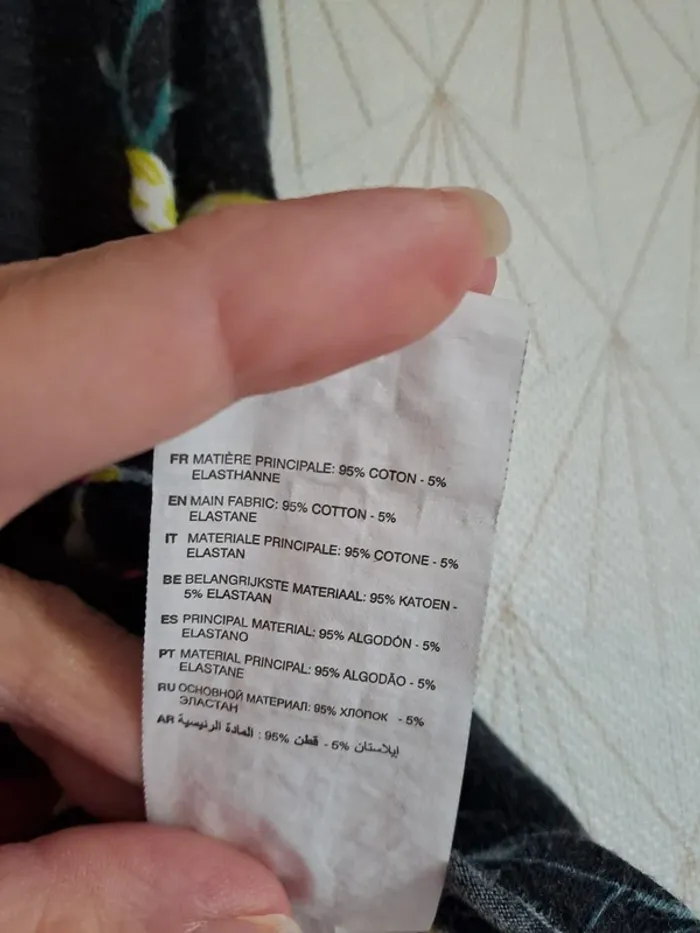 FR MATIÈRE PRINCIPALE: 95% COTON - 5%
ELASTHANNE
EN MAIN FABRIC: 95% COTTON - 5%
ELASTANE
IT MATERIALE PRINCIPALE: 95% COTONE - 5%
ELASTAN
BE BELANGRIJKSTE MATERIAAL: 95% KATOEN -
5% ELASTAAN
ES PRINCIPAL MATERIAL: 95% ALGODÓN - 5%
ELASTANO
PT MATERIAL PRINCIPAL: 95% ALGODÃO - 5%
ELASTANE
RU ОСНОВНОЙ МАТЕРИАЛ: 95% ХЛОПОК - 5%
ЭЛАСТАН
AR المادة الرئيسية : 95% قطن - 5% إيلاستان